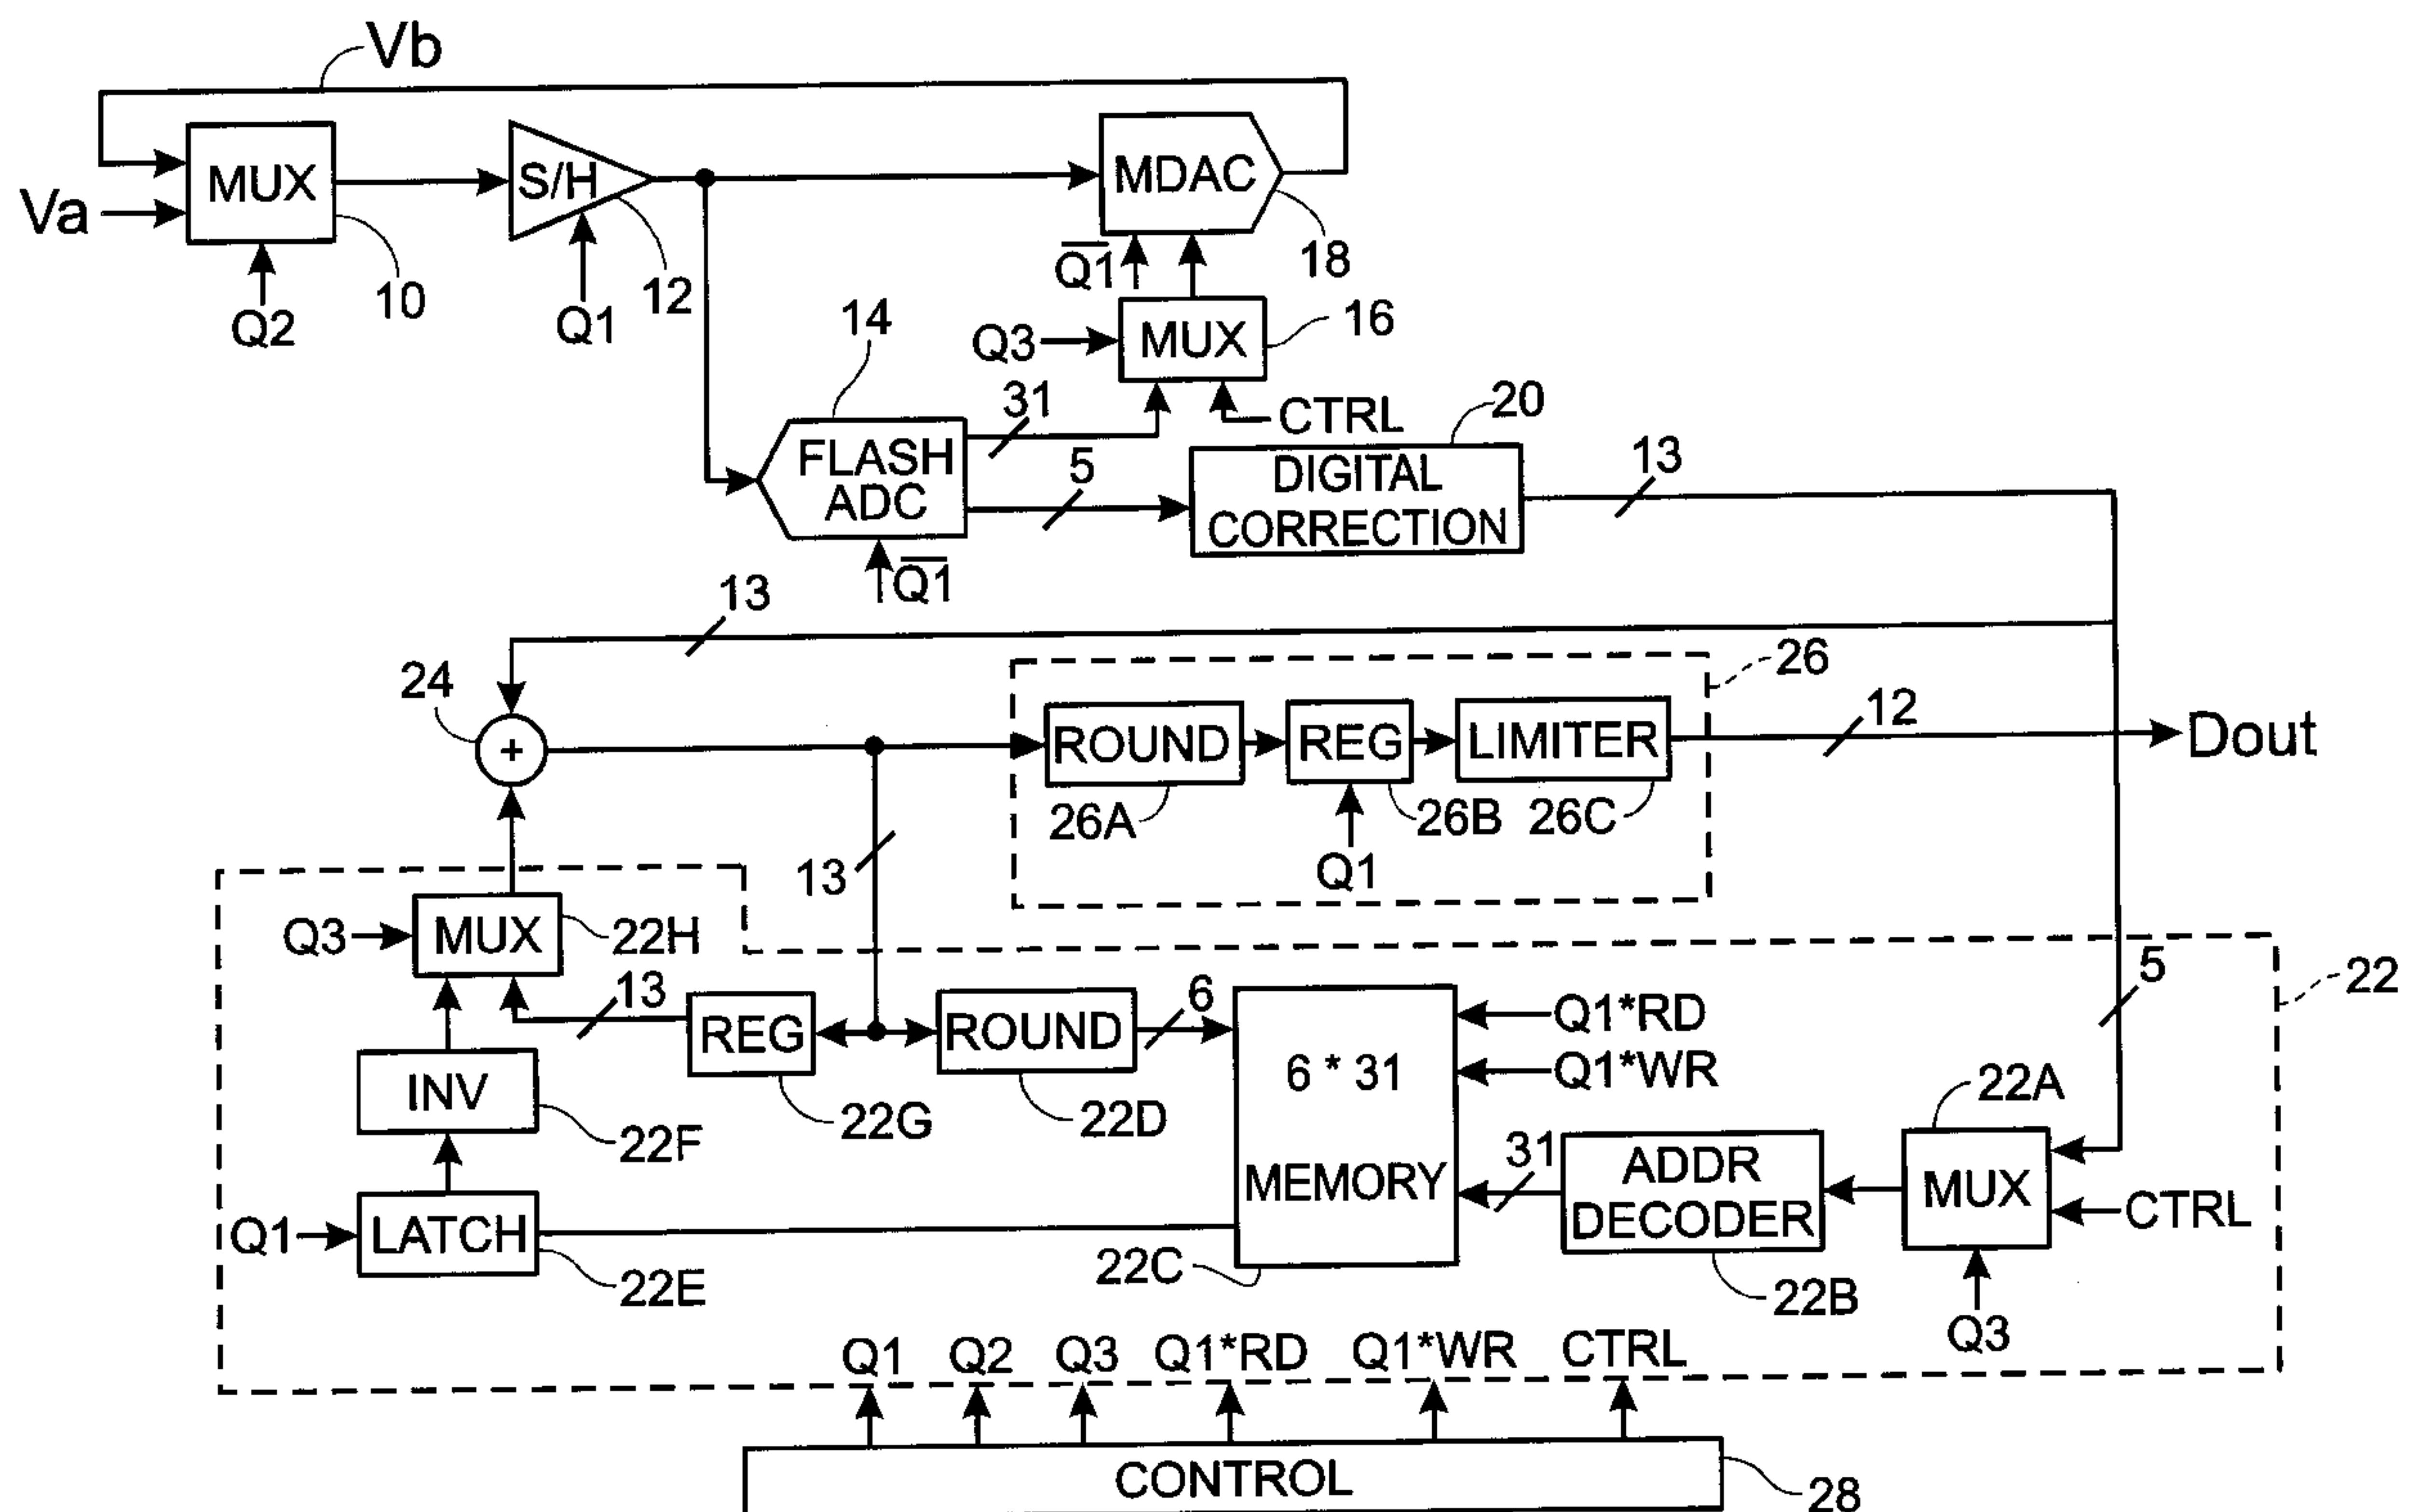 Vb
MUX
S/H
MDAC
Va
Q2
10
Q1
12
Q1
18
14
Q3
MUX
16
31
CTRL
20
FLASH
ADC
5
DIGITAL
CORRECTION
13
Q1
13
24
+
26
ROUND
REG
LIMITER
12
Dout
26A
26B
26C
Q1
13
Q3
MUX
22H
13
REG
ROUND
6
6 * 31
MEMORY
Q1*RD
Q1*WR
5
22
22A
INV
22F
22G
22D
31
ADDR
DECODER
MUX
CTRL
Q1
LATCH
22E
22C
22B
Q3
Q1
Q2
Q3
Q1*RD
Q1*WR
CTRL
CONTROL
28